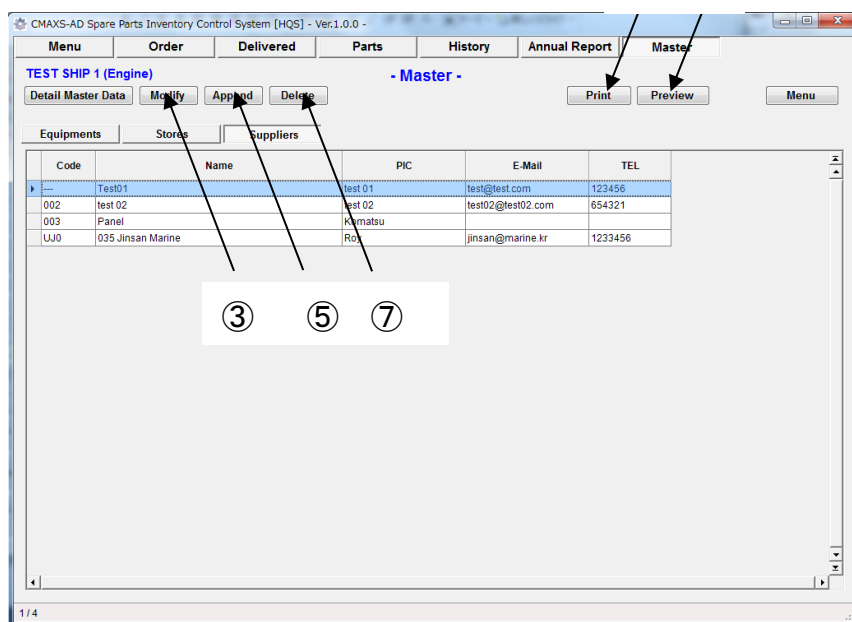 CMAXS-AD Spare Parts Inventory Control System [HQS] - Ver.1.0.0 -
Menu Order Delivered Parts History Annual Report Master
TEST SHIP 1 (Engine) - Master -
Detail Master Data Modify Append Delete Print Preview Menu
Equipments Stores Suppliers
Code Name PIC E-Mail TEL
--- Test01 test 01 test@test.com 123456
002 test 02 test 02 test02@test02.com 654321
003 Panel Komatsu
UJ0 035 Jinsan Marine Roy jinsan@marine.kr 1233456
③ ⑤ ⑦
1 / 4